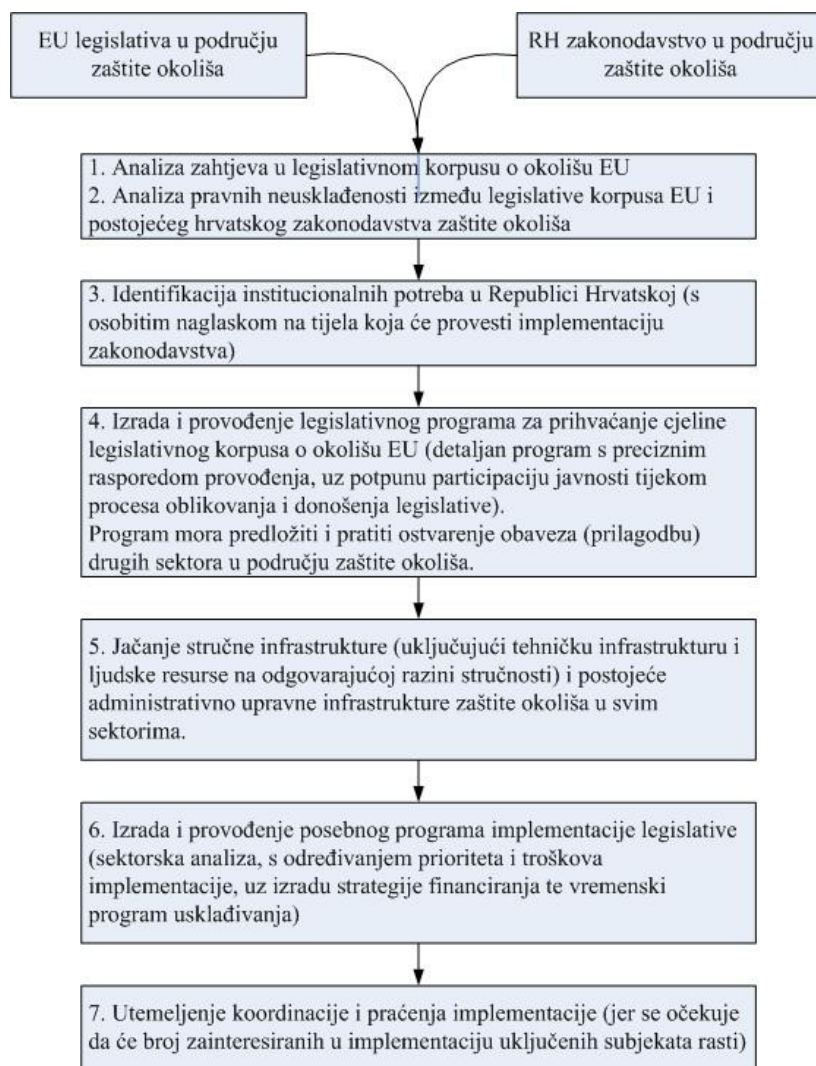 EU legislativa u području
zaštite okoliša
RH zakonodavstvo u području
zaštite okoliša
1. Analiza zahtjeva u legislativnom korpusu o okolišu EU
2. Analiza pravnih neusklađenosti između legislative korpusa EU i
postojećeg hrvatskog zakonodavstva zaštite okoliša
3. Identifikacija institucionalnih potreba u Republici Hrvatskoj (s
osobitim naglaskom na tijela koja će provesti implementaciju
zakonodavstva)
4. Izrada i provođenje legislativnog programa za prihvaćanje cjeline
legislativnog korpusa o okolišu EU (detaljan program s preciznim
rasporedom provođenja, uz potpunu participaciju javnosti tijekom
procesa oblikovanja i donošenja legislative).
Program mora predložiti i pratiti ostvarenje obaveza (prilagodbu)
drugih sektora u području zaštite okoliša.
5. Jačanje stručne infrastrukture (uključujući tehničku infrastrukturu i
ljudske resurse na odgovarajućoj razini stručnosti) i postojeće
administrativno upravne infrastrukture zaštite okoliša u svim
sektorima.
6. Izrada i provođenje posebnog programa implementacije legislative
(sektorska analiza, s određivanjem prioriteta i troškova
implementacije, uz izradu strategije financiranja te vremenski
program usklađivanja)
7. Utemeljenje koordinacije i praćenja implementacije (jer se očekuje
da će broj zainteresiranih u implementaciju uključenih subjekata rasti)